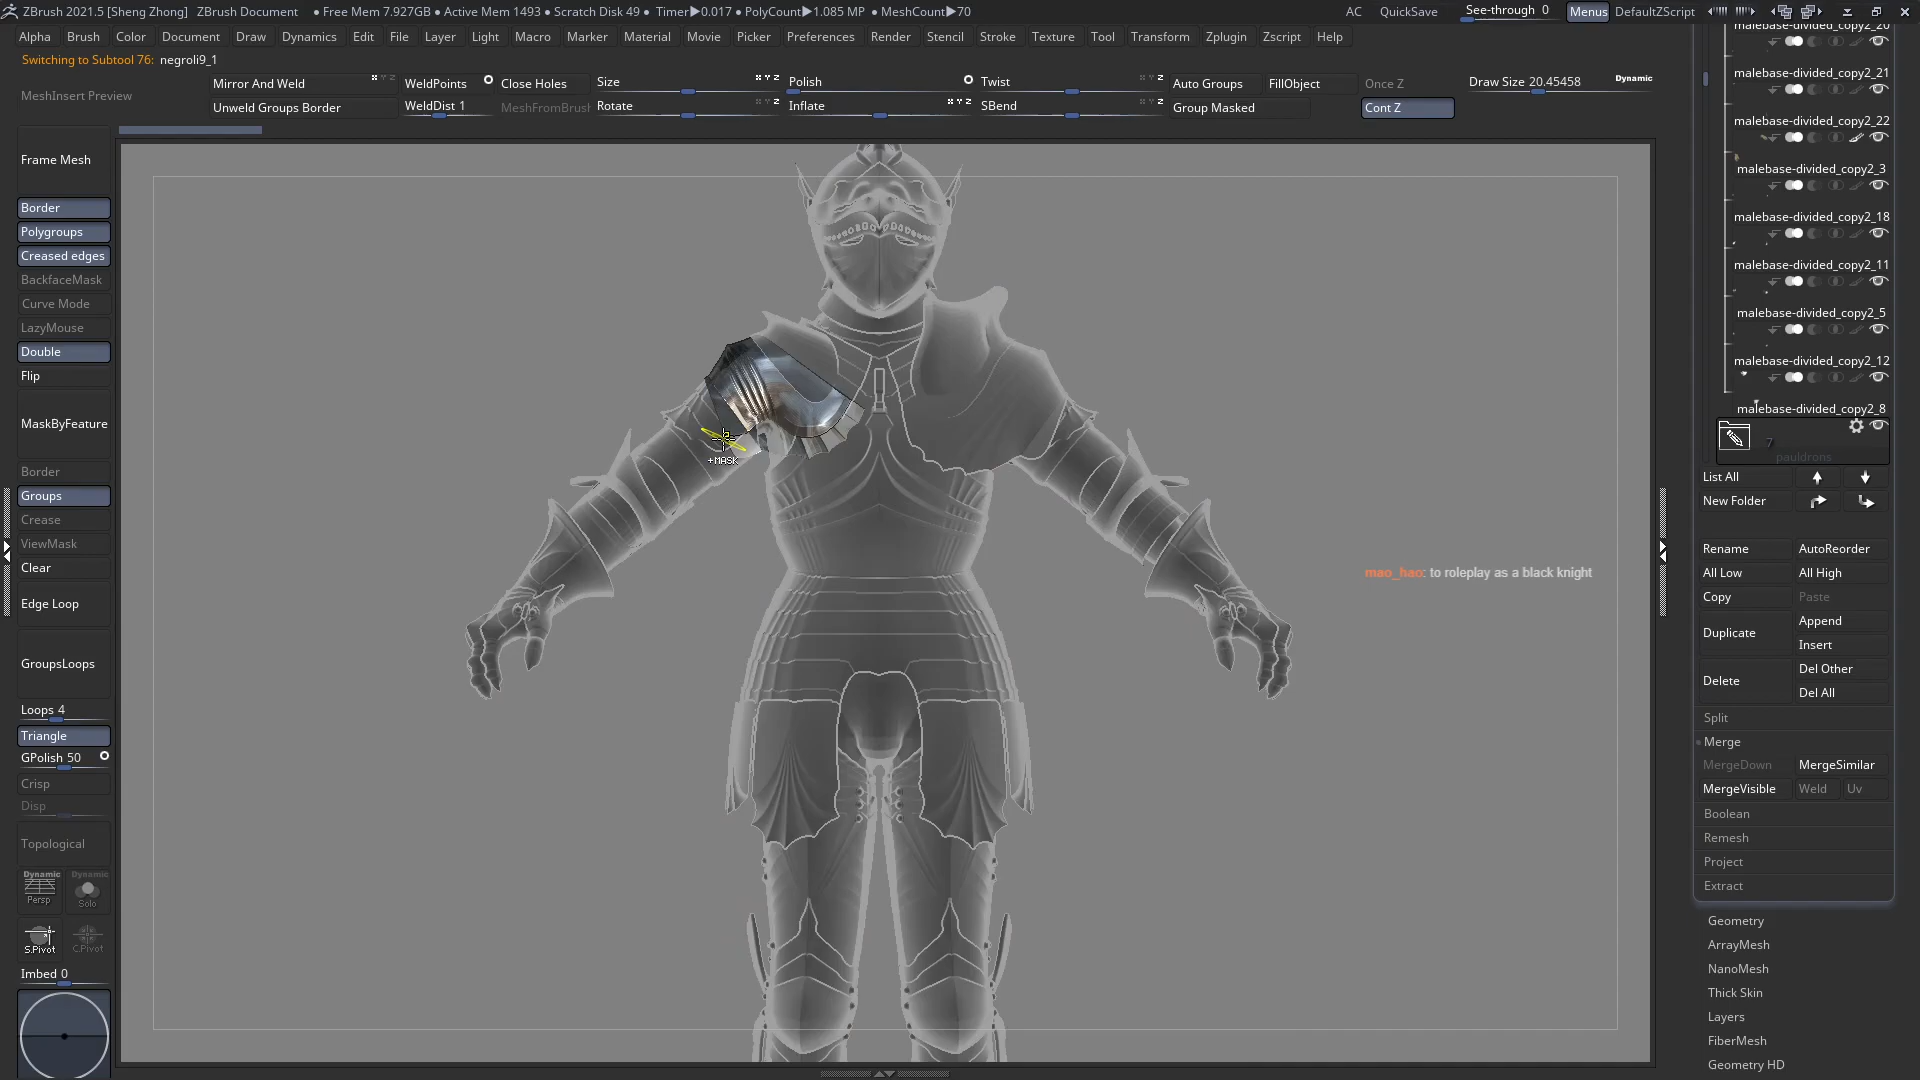 ZBrush 2021.5 [Sheng Zhong] ZBrush Document • Free Mem 7.927GB • Active Mem 1493 • Scratch Disk 49 • Timer▶0.017 • PolyCount▶1.085 MP • MeshCount▶70 AC QuickSave See-through 0 Menus DefaultZScript
Alpha Brush Color Document Draw Dynamics Edit File Layer Light Macro Marker Material Movie Picker Preferences Render Stencil Stroke Texture Tool Transform Zplugin Zscript Help
Switching to Subtool 76: negroli9_1
MeshInsert Preview
Mirror And Weld WeldPoints Close Holes Size Polish Twist Auto Groups FillObject Once Z Draw Size 20.45458 Dynamic
Unweld Groups Border WeldDist 1 MeshFromBrush Rotate Inflate SBend Group Masked Cont Z
Frame Mesh
Border
Polygroups
Creased edges
BackfaceMask
Curve Mode
LazyMouse
Double
Flip
MaskByFeature
Border
Groups
Crease
ViewMask
Clear
Edge Loop
GroupsLoops
Loops 4
Triangle
GPolish 50
Crisp
Disp
Topological
Dynamic Dynamic
Persp Solo
S.Pivot C.Pivot
Imbed 0
+MASK
mao_hao: to roleplay as a black knight
malebase-divided_copy2_20
malebase-divided_copy2_21
malebase-divided_copy2_22
malebase-divided_copy2_3
malebase-divided_copy2_18
malebase-divided_copy2_11
malebase-divided_copy2_5
malebase-divided_copy2_12
malebase-divided_copy2_8
7
pauldrons
List All
New Folder
Rename AutoReorder
All Low All High
Copy Paste
Duplicate Append
Insert
Delete Del Other
Del All
Split
Merge
MergeDown MergeSimilar
MergeVisible Weld Uv
Boolean
Remesh
Project
Extract
Geometry
ArrayMesh
NanoMesh
Thick Skin
Layers
FiberMesh
Geometry HD